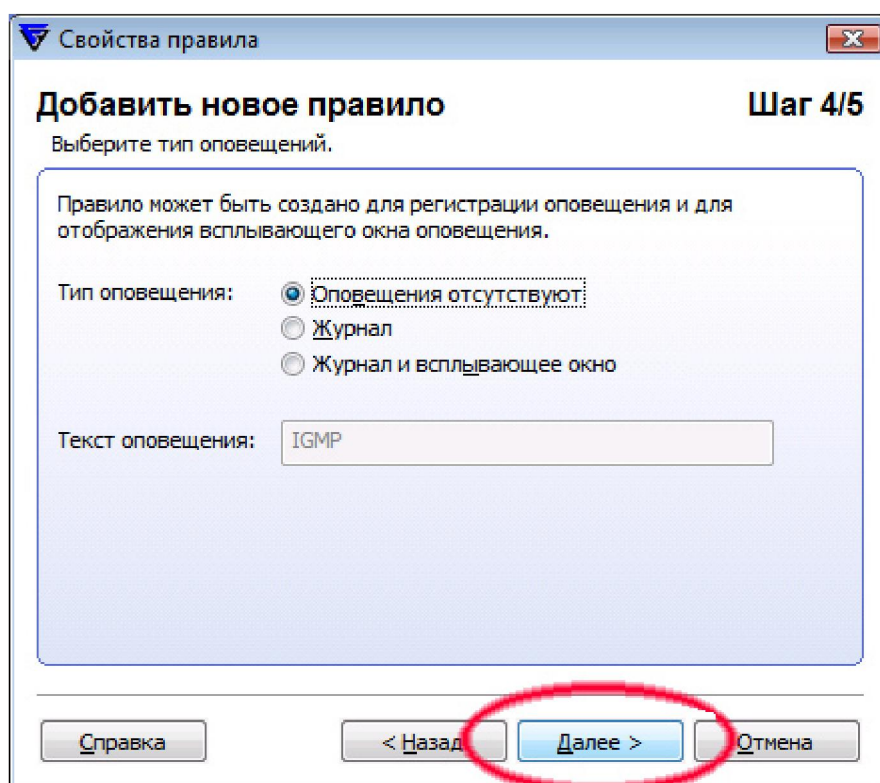 Свойства правила
Добавить новое правило Шаг 4/5
Выберите тип оповещений.
Правило может быть создано для регистрации оповещения и для
отображения всплывающего окна оповещения.
Тип оповещения: Оповещения отсутствуют
Журнал
Журнал и всплывающее окно
Текст оповещения: IGMP
Справка < Назад Далее > Отмена